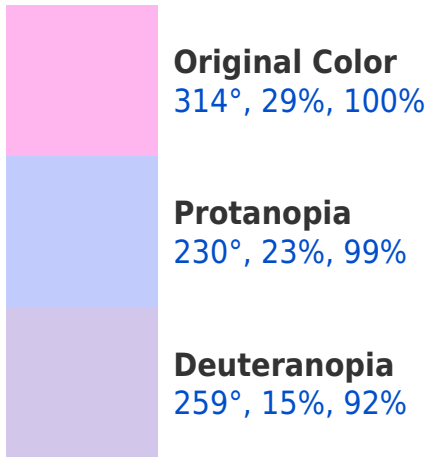 Original Color
314°, 29%, 100%
Protanopia
230°, 23%, 99%
Deuteranopia
259°, 15%, 92%